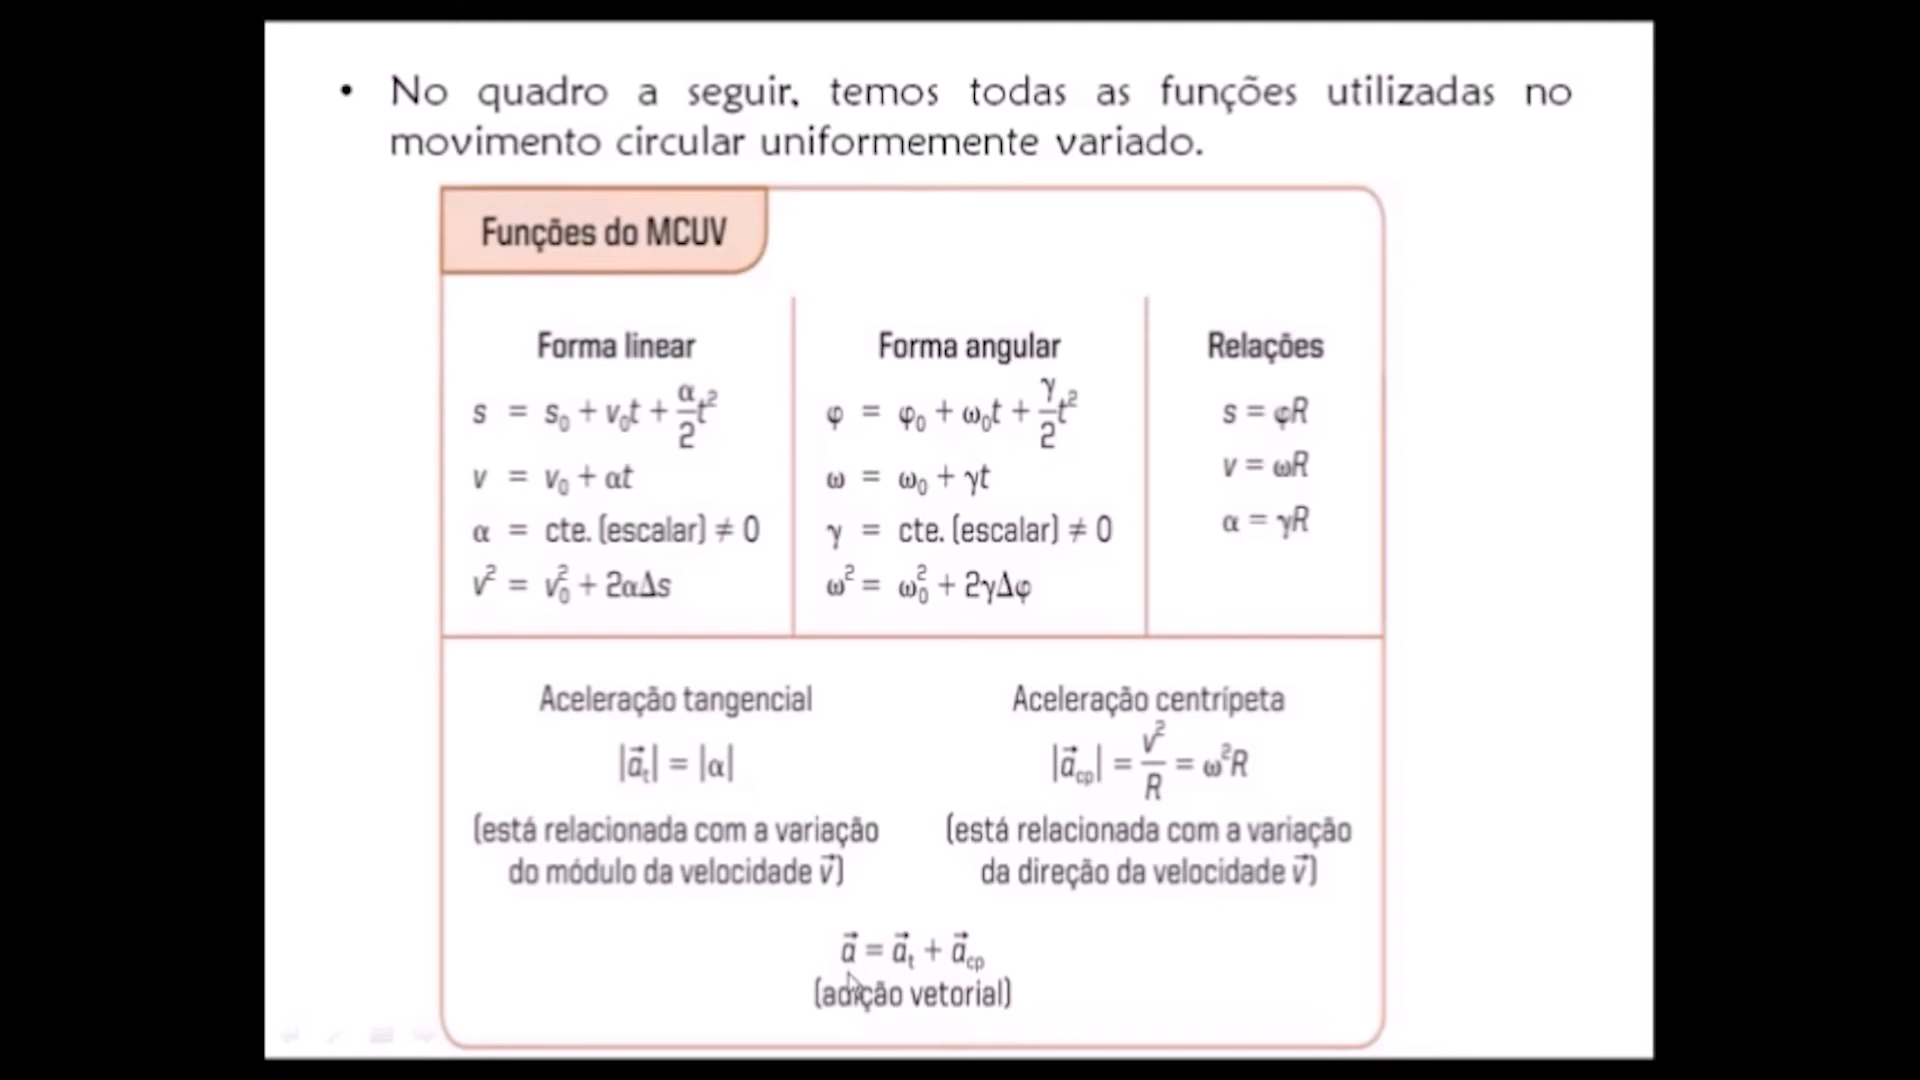 • No quadro a seguir, temos todas as funções utilizadas no
movimento circular uniformemente variado.
Funções do MCUV
Forma linear
s = s₀ + v₀t + α/2 t²
v = v₀ + αt
α = cte. (escalar) ≠ 0
v² = v₀² + 2αΔs
Forma angular
φ = φ₀ + ω₀t + γ/2 t²
ω = ω₀ + γt
γ = cte. (escalar) ≠ 0
ω² = ω₀² + 2γΔφ
Relações
s = φR
v = ωR
α = γR
Aceleração tangencial
|a⃗ₜ| = |α|
(está relacionada com a variação
do módulo da velocidade v⃗)
Aceleração centrípeta
|a⃗cp| = v²/R = ω²R
(está relacionada com a variação
da direção da velocidade v⃗)
a⃗ = a⃗ₜ + a⃗cp
(adição vetorial)